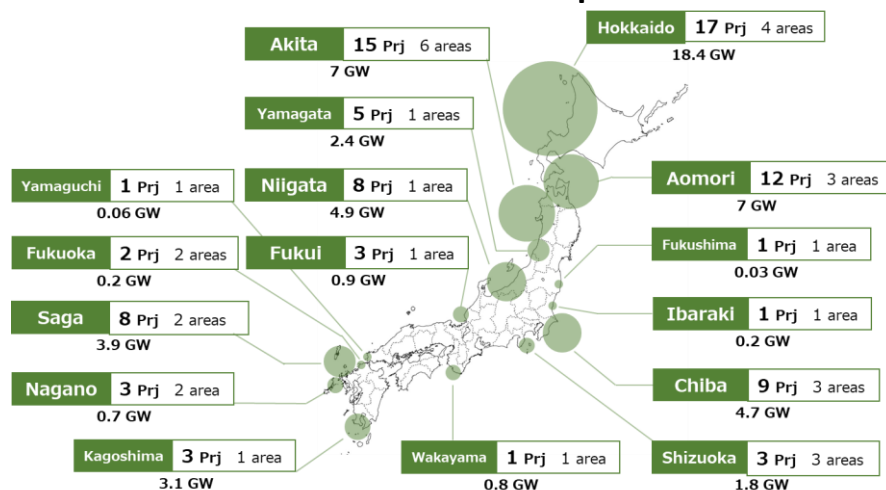 Hokkaido 17 Prj 4 areas
18.4 GW
Akita 15 Prj 6 areas
7 GW
Yamagata 5 Prj 1 areas
2.4 GW
Yamaguchi 1 Prj 1 area
0.06 GW
Niigata 8 Prj 1 area
4.9 GW
Aomori 12 Prj 3 areas
7 GW
Fukuoka 2 Prj 2 areas
0.2 GW
Fukui 3 Prj 1 area
0.9 GW
Fukushima 1 Prj 1 area
0.03 GW
Saga 8 Prj 2 areas
3.9 GW
Ibaraki 1 Prj 1 area
0.2 GW
Nagano 3 Prj 2 area
0.7 GW
Chiba 9 Prj 3 areas
4.7 GW
Kagoshima 3 Prj 1 area
3.1 GW
Wakayama 1 Prj 1 area
0.8 GW
Shizuoka 3 Prj 3 areas
1.8 GW